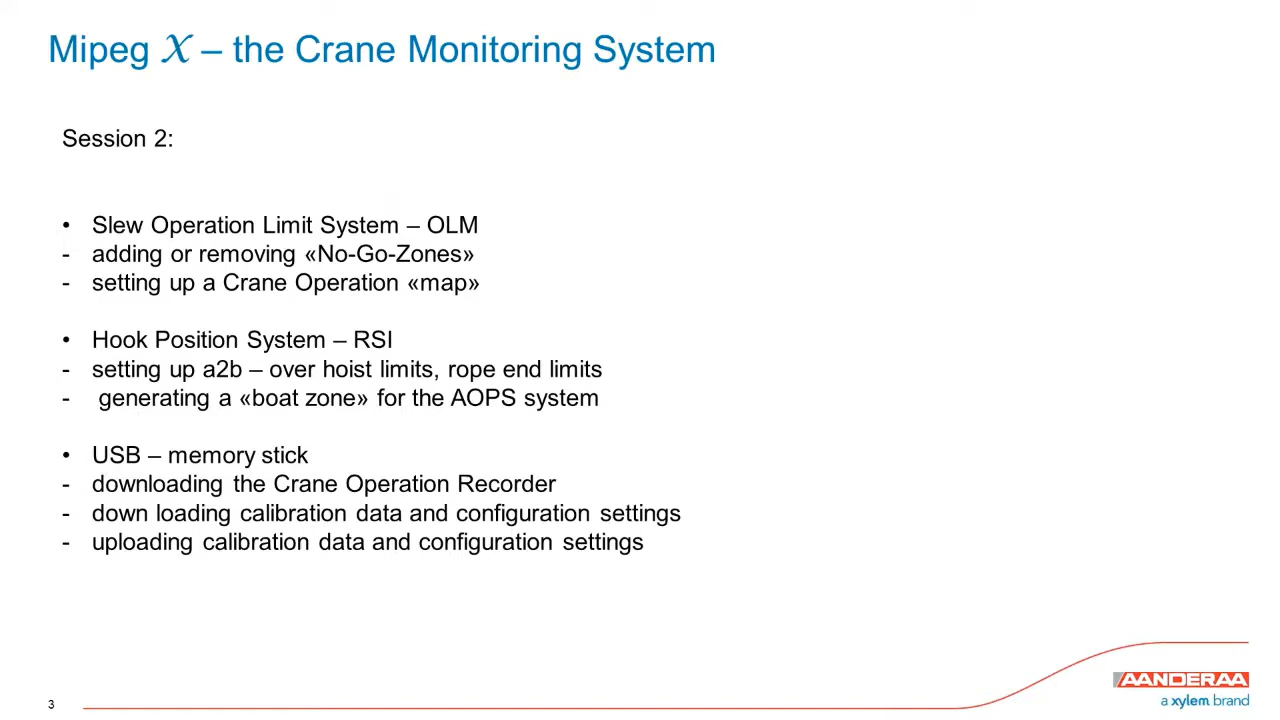 Mipeg X – the Crane Monitoring System
Session 2:
• Slew Operation Limit System – OLM
- adding or removing «No-Go-Zones»
- setting up a Crane Operation «map»
• Hook Position System – RSI
- setting up a2b – over hoist limits, rope end limits
- generating a «boat zone» for the AOPS system
• USB – memory stick
- downloading the Crane Operation Recorder
- down loading calibration data and configuration settings
- uploading calibration data and configuration settings
3
AANDERAA
a xylem brand